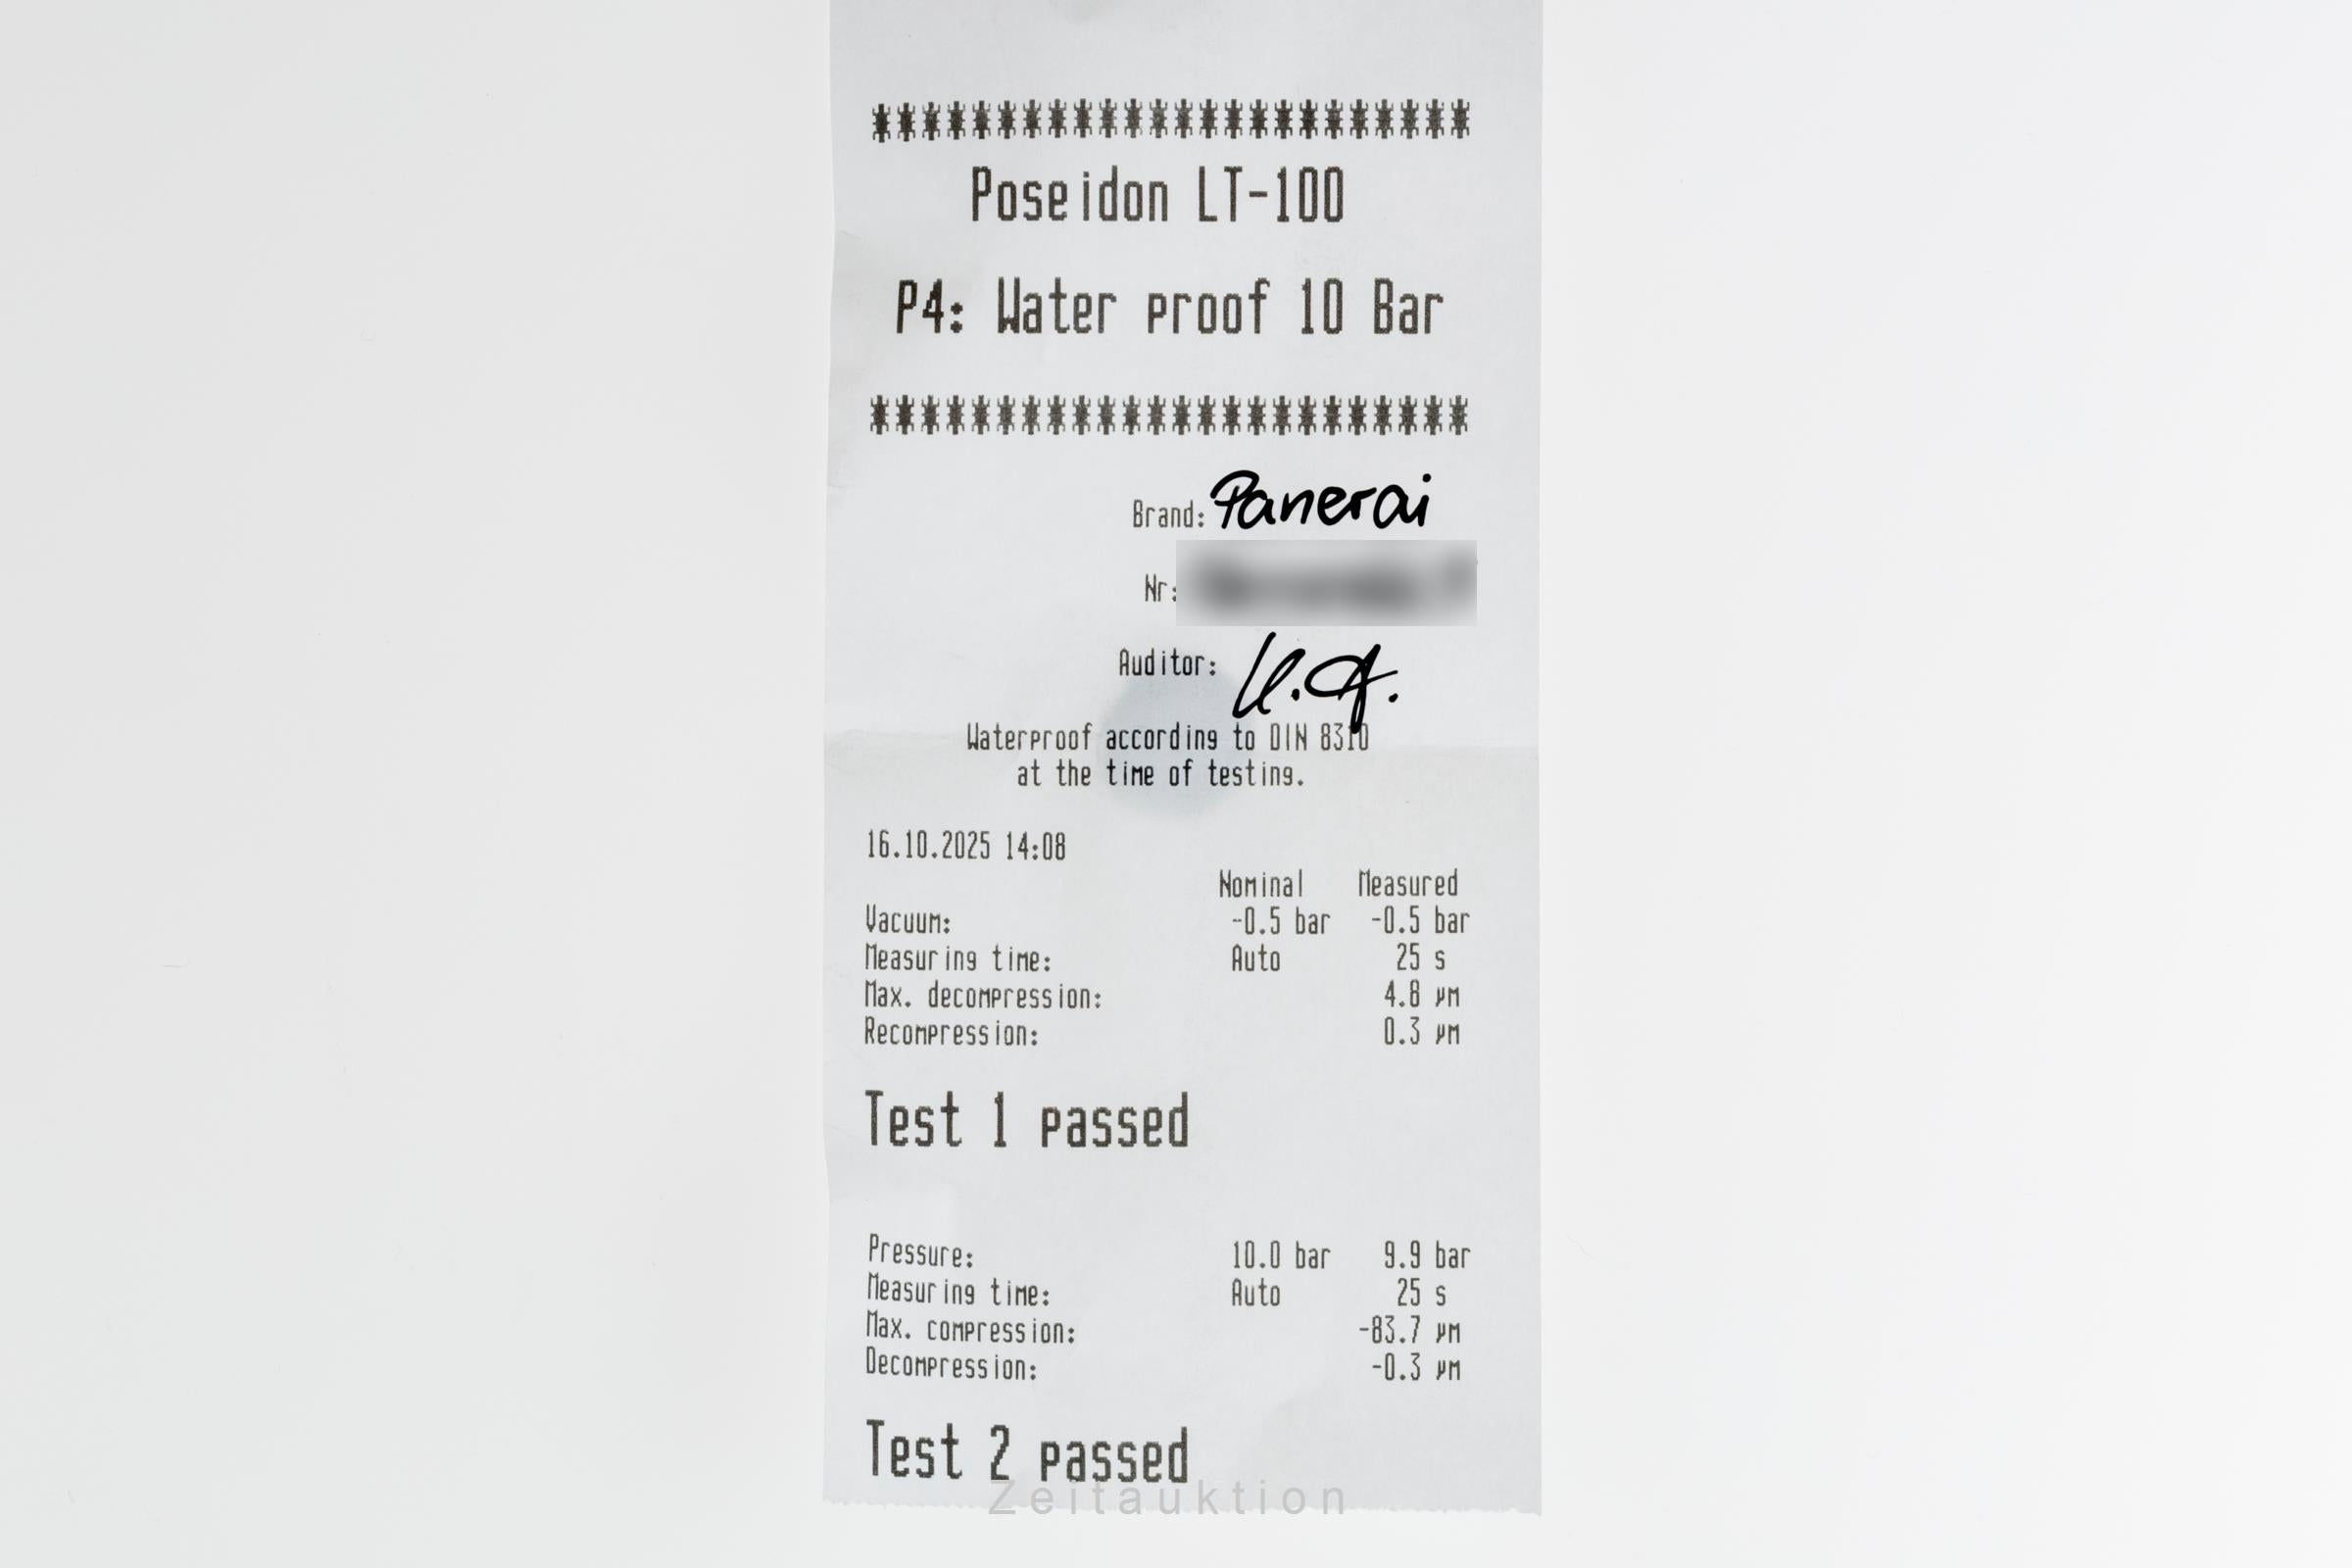 ************************
Poseidon LT-100
P4: Water proof 10 Bar
************************
Brand: Panerai
Nr:
Auditor:
Waterproof according to DIN 8310
at the time of testing.
16.10.2025 14:08
Nominal Measured
Vacuum: -0.5 bar -0.5 bar
Measuring time: Auto 25 s
Max. decompression: 4.8 µm
Recompression: 0.3 µm
Test 1 passed
Pressure: 10.0 bar 9.9 bar
Measuring time: Auto 25 s
Max. compression: -83.7 µm
Decompression: -0.3 µm
Test 2 passed
Zeitauktion